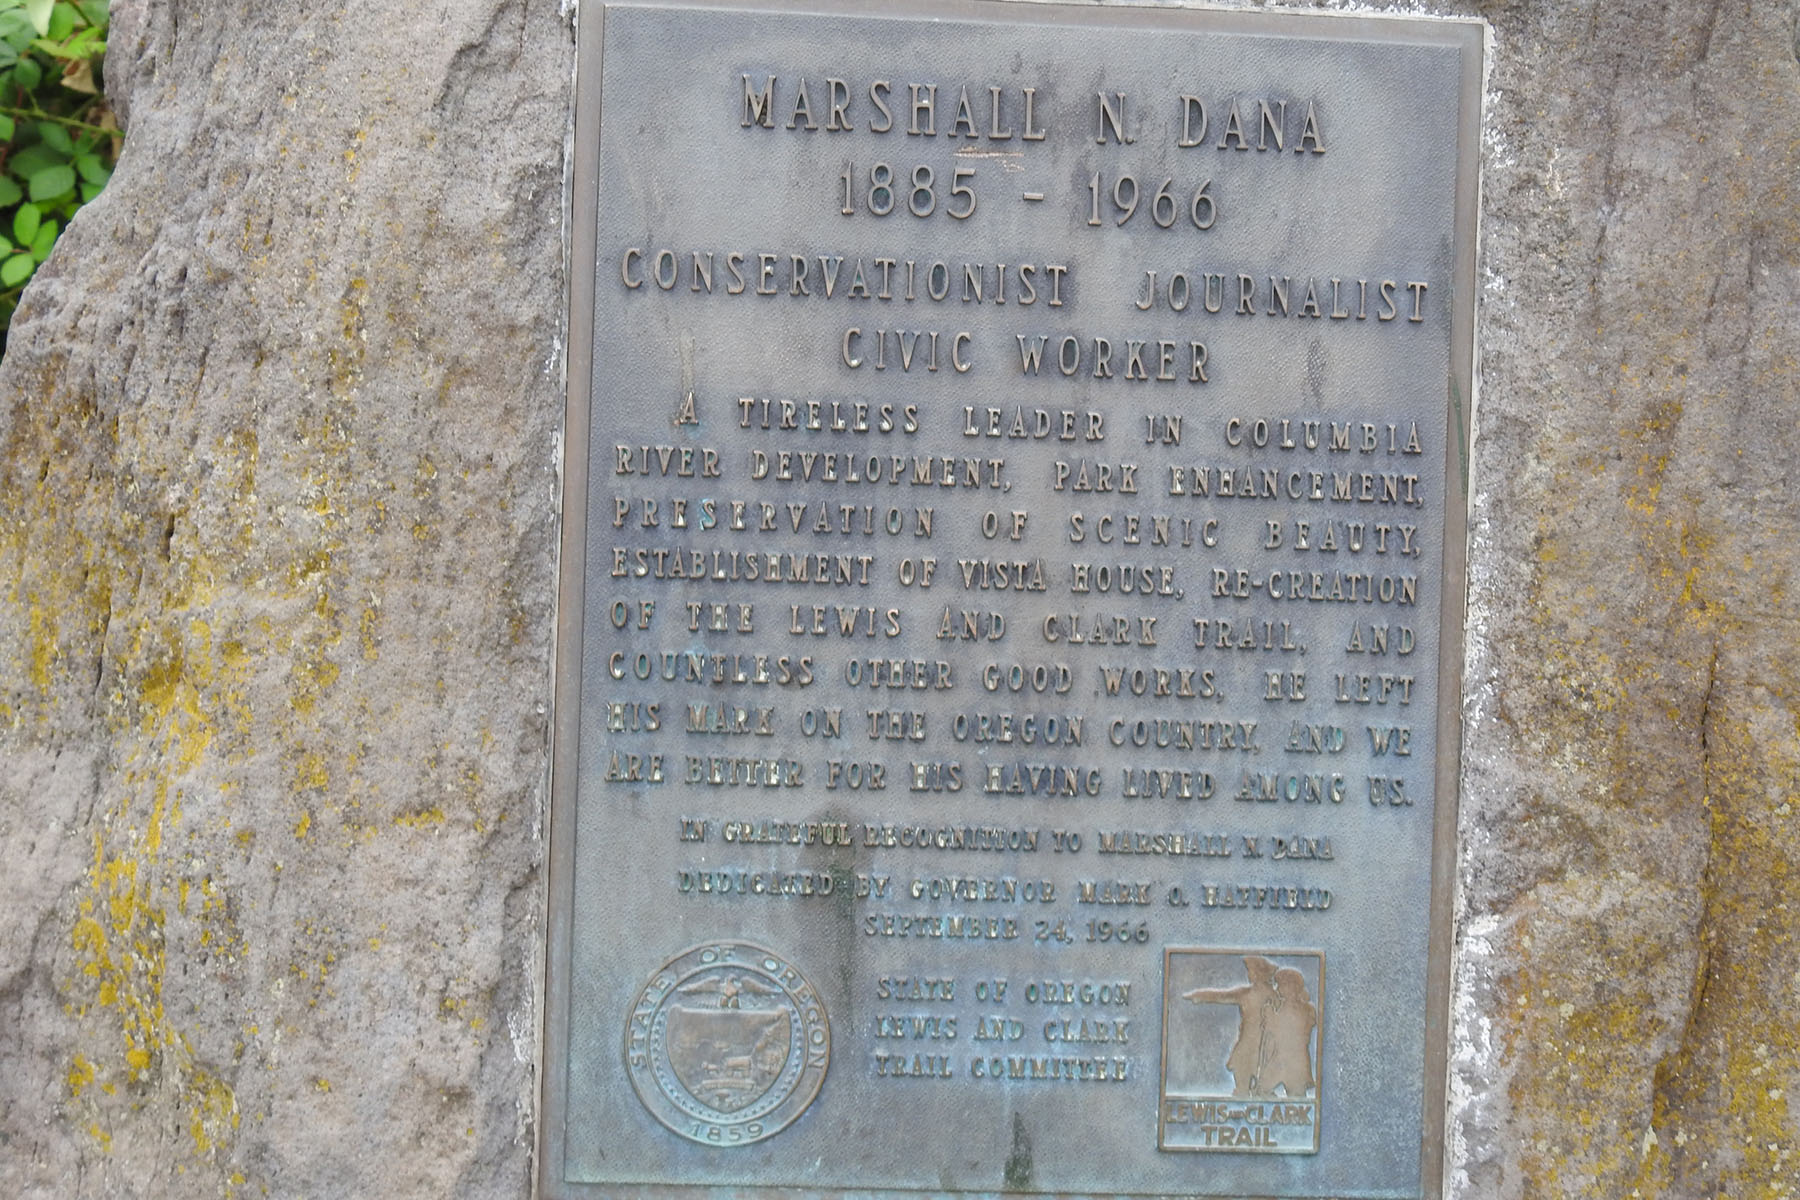 MARSHALL N. DANA
1885 - 1966
CONSERVATIONIST JOURNALIST
CIVIC WORKER
A TIRELESS LEADER IN COLUMBIA
RIVER DEVELOPMENT, PARK ENHANCEMENT,
PRESERVATION OF SCENIC BEAUTY,
ESTABLISHMENT OF VISTA HOUSE, RE-CREATION
OF THE LEWIS AND CLARK TRAIL, AND
COUNTLESS OTHER GOOD WORKS. HE LEFT
HIS MARK ON THE OREGON COUNTRY, AND WE
ARE BETTER FOR HIS HAVING LIVED AMONG US.
IN GRATEFUL RECOGNITION TO MARSHALL N. DANA
DEDICATED BY GOVERNOR MARK O. HATFIELD
SEPTEMBER 24, 1966
STATE OF OREGON
1859
STATE OF OREGON
LEWIS AND CLARK
TRAIL COMMITTEE
LEWIS AND CLARK
TRAIL